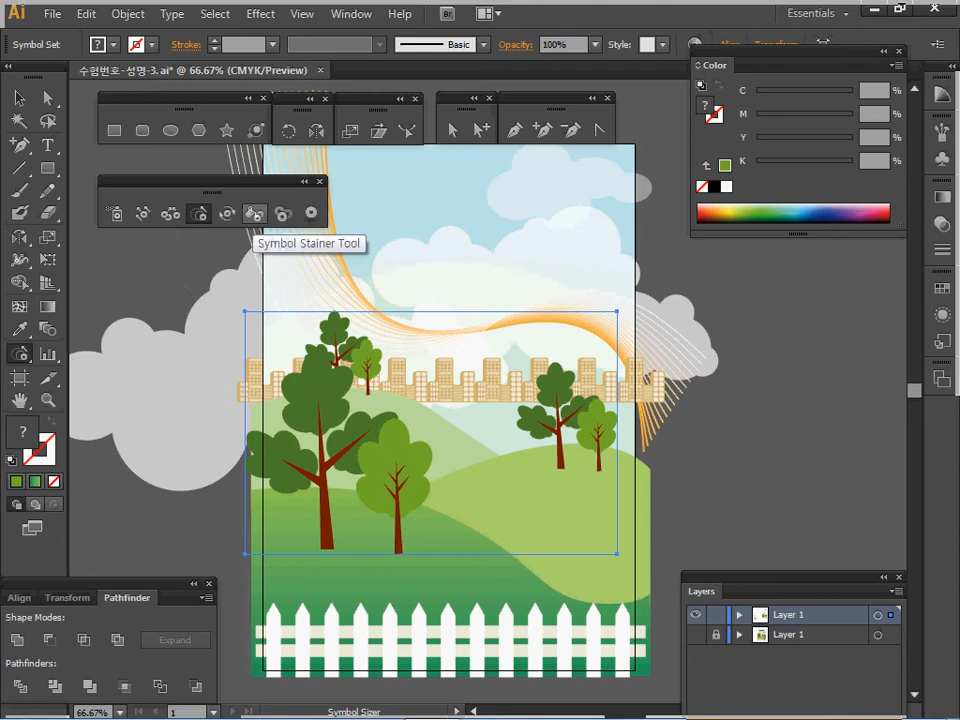 Ai File Edit Object Type Select Effect View Window Help Br Essentials
Symbol Set ? Stroke: Basic Opacity: 100% Style:
수험번호-성명-3.ai* @ 66.67% (CMYK/Preview) ×
Color
C %
M %
Y %
K %
?
Symbol Stainer Tool
?
Align Transform Pathfinder
Shape Modes:
Expand
Pathfinders:
Layers
Layer 1
Layer 1
66.67% 1 Symbol Sizer